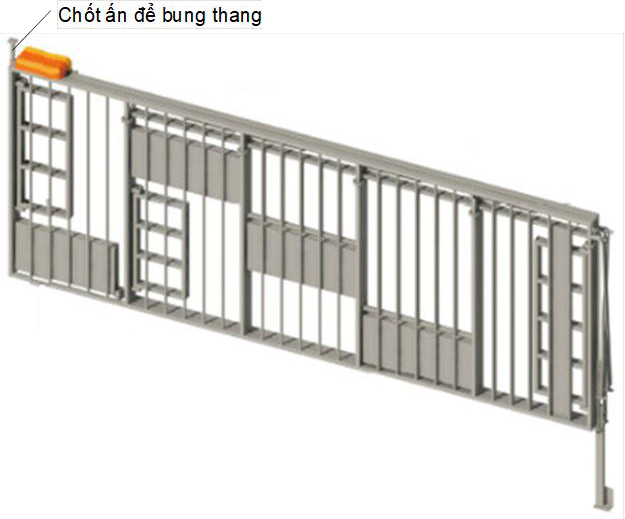 Chốt ấn để bung thang